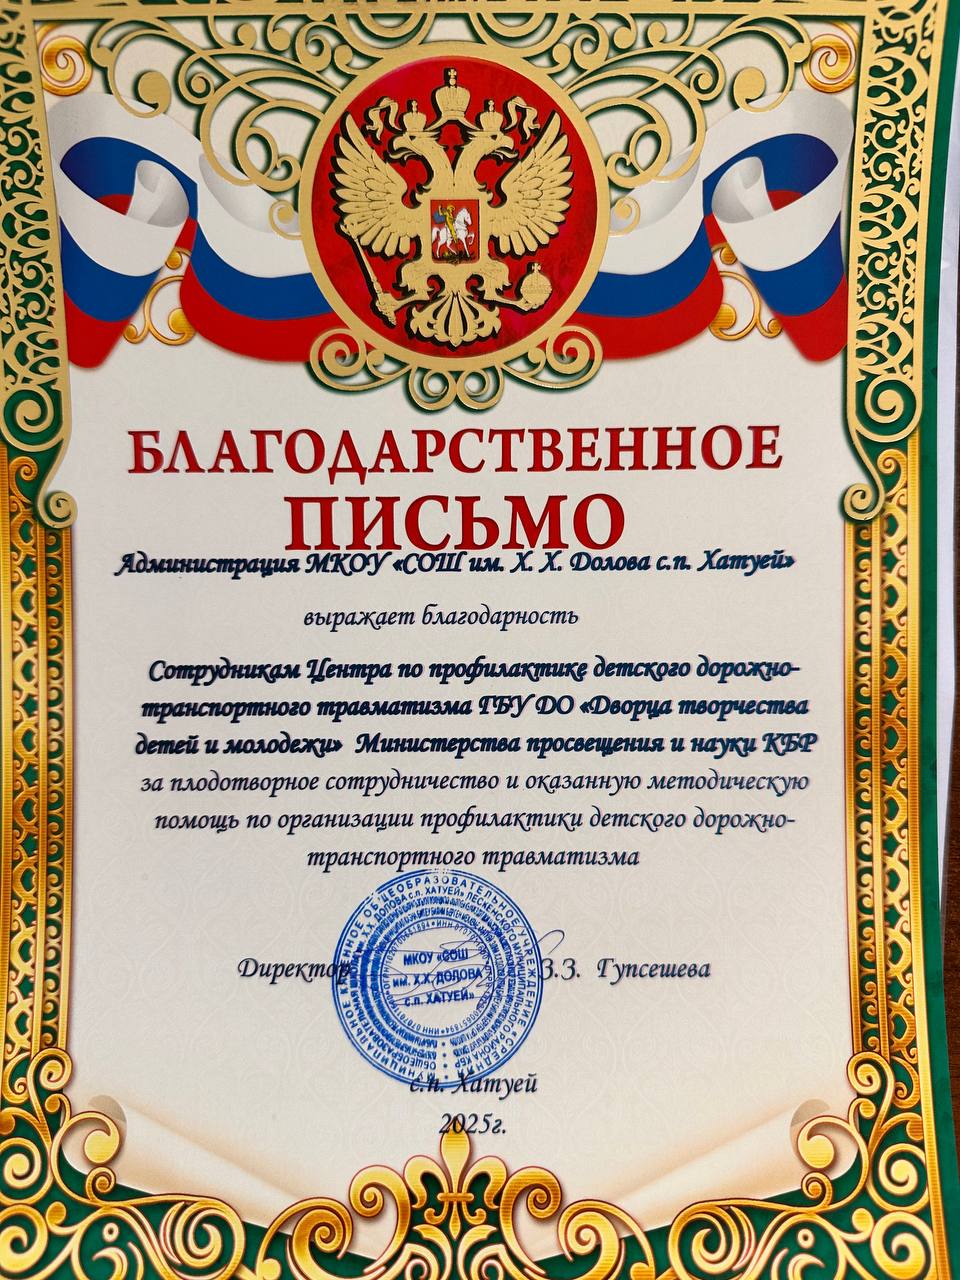 БЛАГОДАРСТВЕННОЕ
ПИСЬМО
Администрация МКОУ «СОШ им. Х. Х. Долова с.п. Хатуей»
выражает благодарность
Сотрудникам Центра по профилактике детского дорожно-
транспортного травматизма ГБУ ДО «Дворца творчества
детей и молодежи» Министерства просвещения и науки КБР
за плодотворное сотрудничество и оказанную методическую
помощь по организации профилактики детского дорожно-
транспортного травматизма
Директор З.З. Гупсешева
МКОУ «СОШ
им. Х.Х. ДОЛОВА
с.п. ХАТУЕЙ»
с.п. Хатуей
2025г.